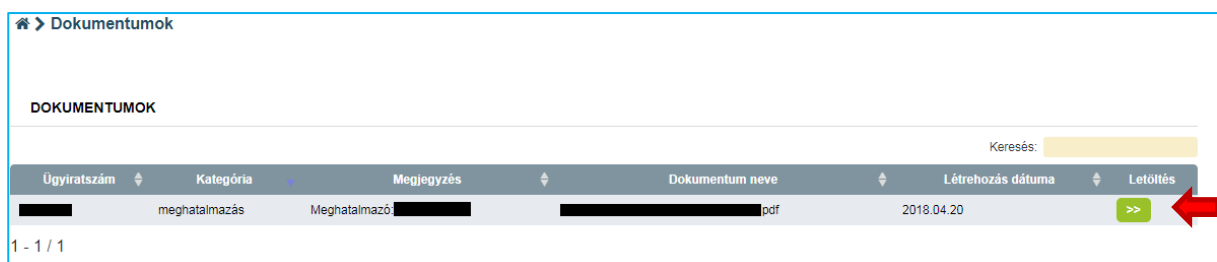 Dokumentumok
DOKUMENTUMOK
Keresés:
Ügyiratszám Kategória Megjegyzés Dokumentum neve Létrehozás dátuma Letöltés
meghatalmazás Meghatalmazó: pdf 2018.04.20 >>
1 - 1 / 1